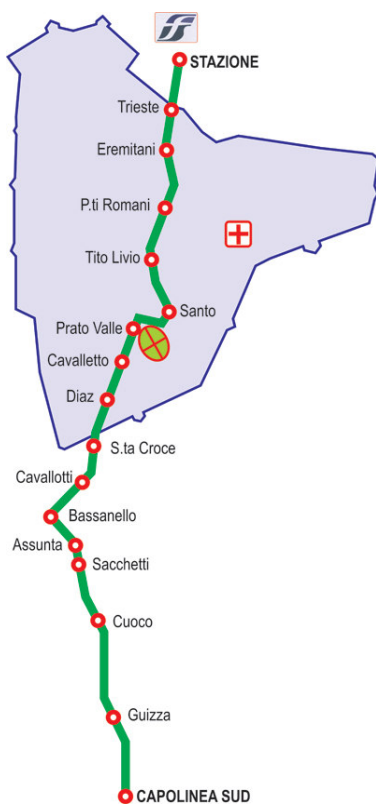 STAZIONE
Trieste
Eremitani
P.ti Romani
Tito Livio
Santo
Prato Valle
Cavalletto
Diaz
S.ta Croce
Cavallotti
Bassanello
Assunta
Sacchetti
Cuoco
Guizza
CAPOLINEA SUD